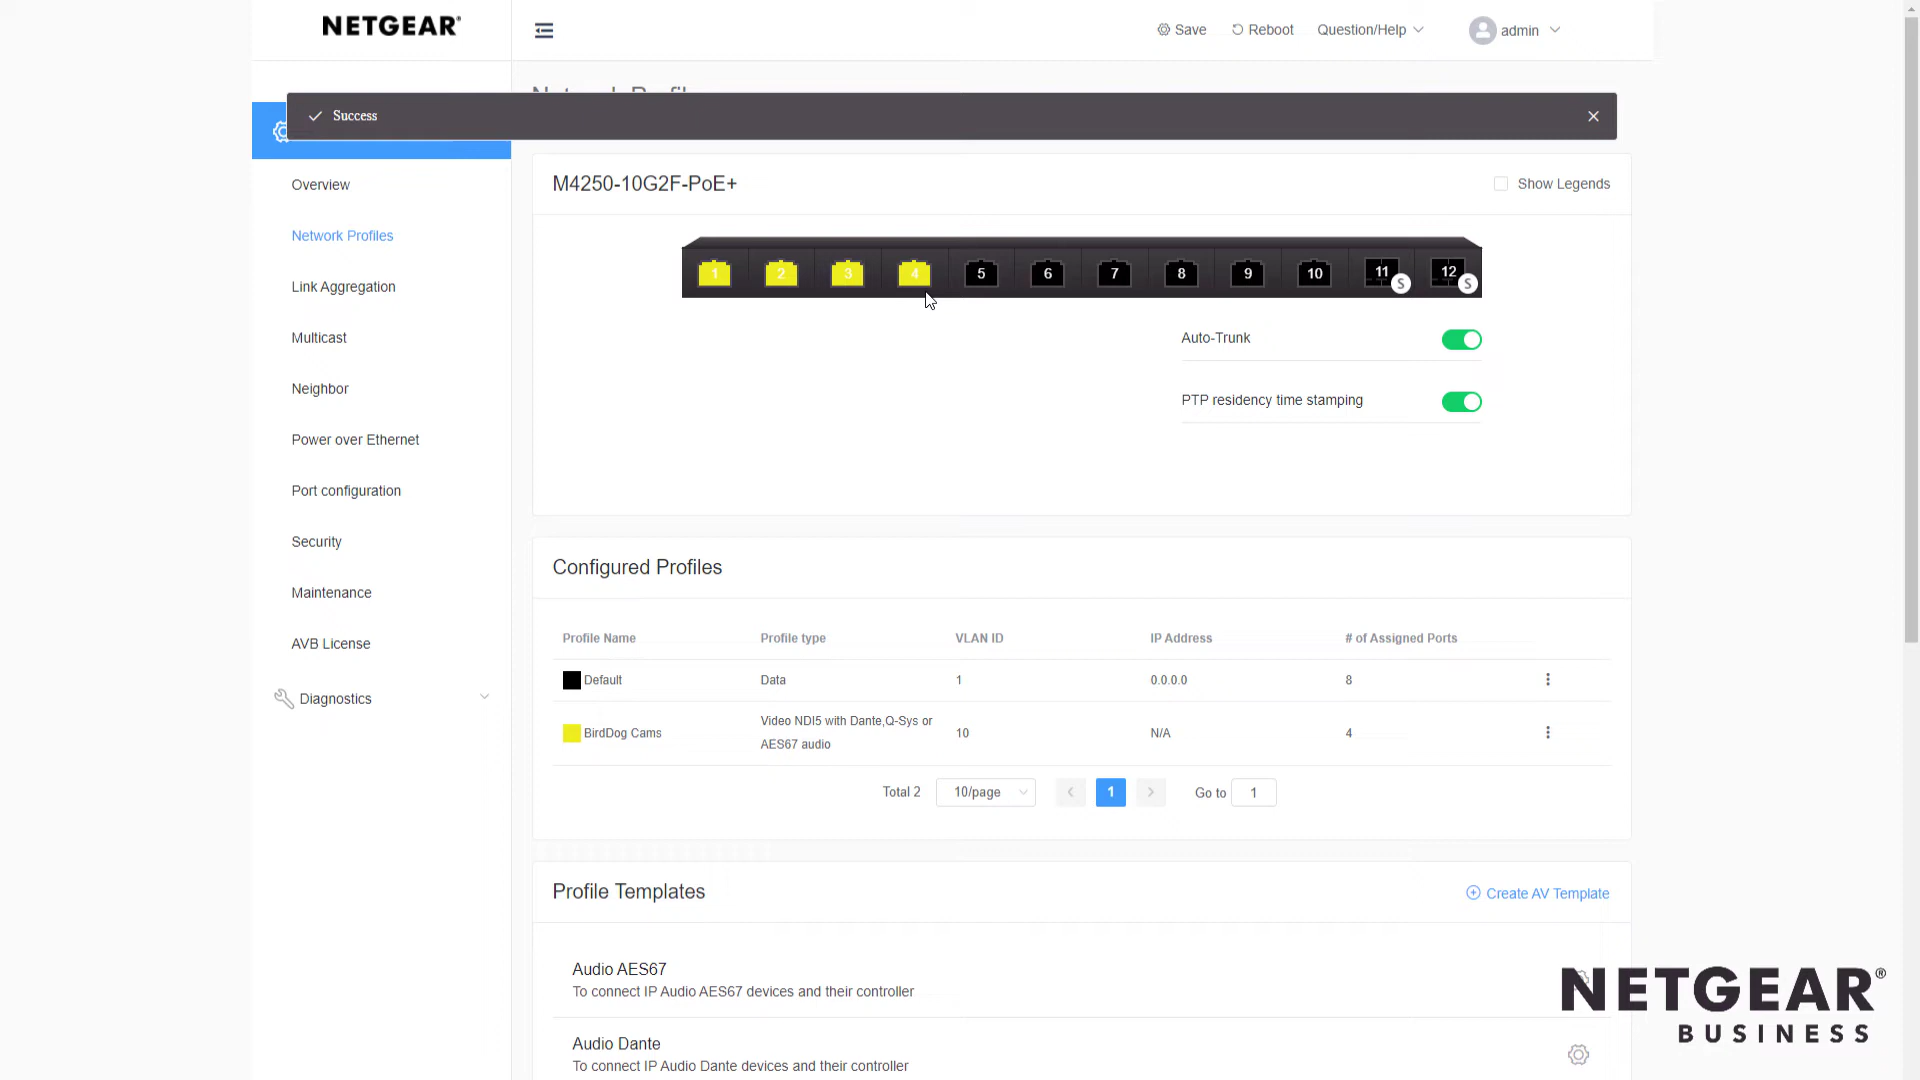 NETGEAR®
Save
Reboot
Question/Help
admin
Success
M4250-10G2F-PoE+
Show Legends
Overview
Network Profiles
Link Aggregation
Multicast
Neighbor
Power over Ethernet
Port configuration
Security
Maintenance
AVB License
Diagnostics
1 2 3 4 5 6 7 8 9 10 11 S 12 S
Auto-Trunk
PTP residency time stamping
Configured Profiles
Profile Name Profile type VLAN ID IP Address # of Assigned Ports
Default Data 1 0.0.0.0 8
BirdDog Cams Video NDI5 with Dante,Q-Sys or
AES67 audio 10 N/A 4
Total 2 10/page 1 Go to 1
Profile Templates
Create AV Template
Audio AES67
To connect IP Audio AES67 devices and their controller
Audio Dante
To connect IP Audio Dante devices and their controller
NETGEAR®
BUSINESS